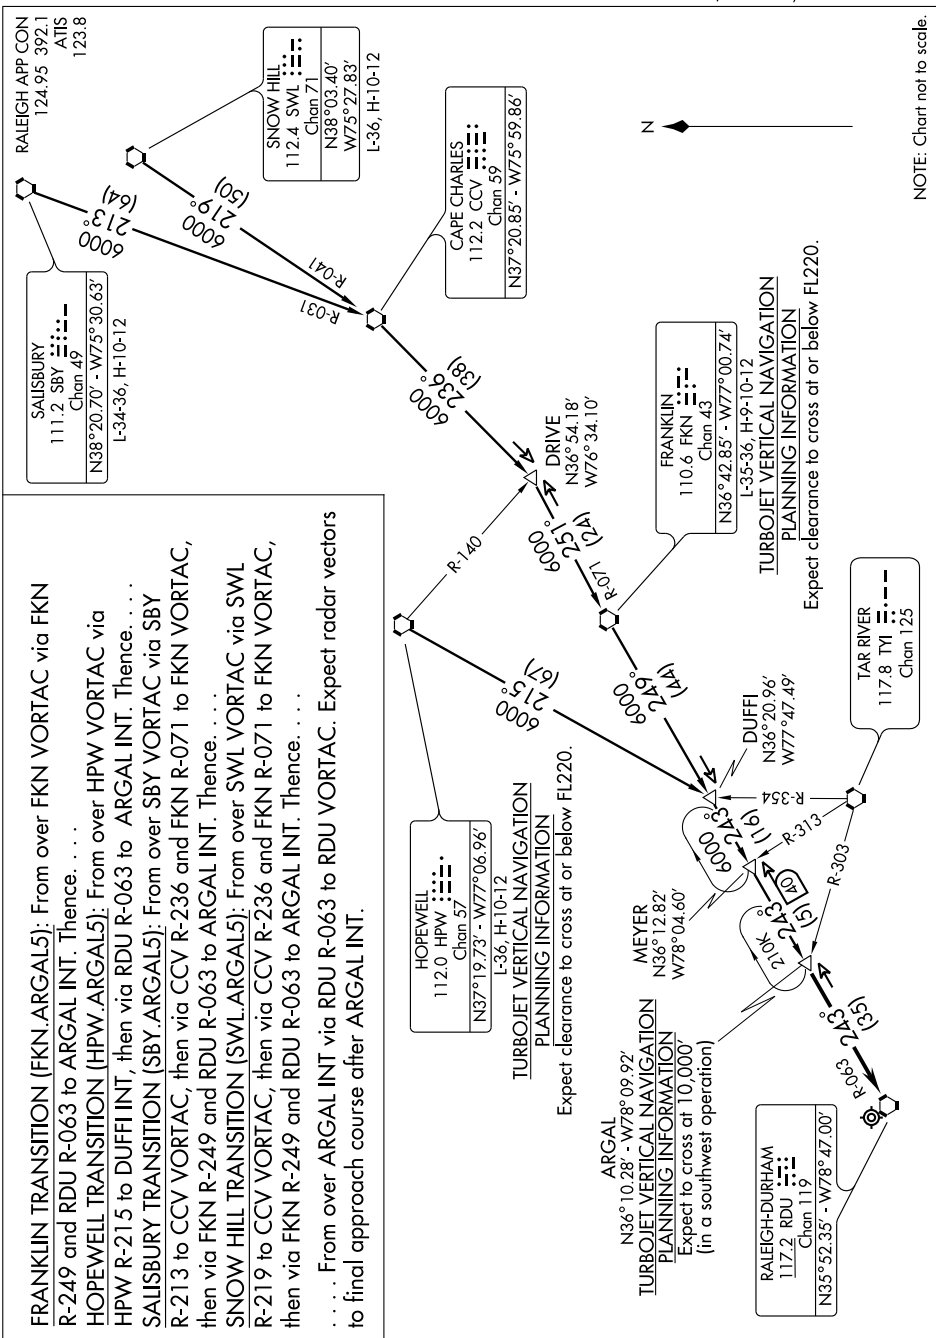 FRANKLIN TRANSITION (FKN.ARGAL5): From over FKN VORTAC via FKN
R-249 and RDU R-063 to ARGAL INT. Thence. . . .
HOPEWELL TRANSITION (HPW.ARGAL5): From over HPW VORTAC via
HPW R-215 to DUFFI INT, then via RDU R-063 to ARGAL INT. Thence. . . .
SALISBURY TRANSITION (SBY.ARGAL5): From over SBY VORTAC via SBY
R-213 to CCV VORTAC, then via CCV R-236 and FKN R-071 to FKN VORTAC,
then via FKN R-249 and RDU R-063 to ARGAL INT. Thence. . . .
SNOW HILL TRANSITION (SWL.ARGAL5): From over SWL VORTAC via SWL
R-219 to CCV VORTAC, then via CCV R-236 and FKN R-071 to FKN VORTAC,
then via FKN R-249 and RDU R-063 to ARGAL INT. Thence. . . .
. . . . From over ARGAL INT via RDU R-063 to RDU VORTAC. Expect radar vectors
to final approach course after ARGAL INT.
RALEIGH APP CON
124.95 392.1
ATIS
123.8
SALISBURY
111.2 SBY
Chan 49
N38°20.70' - W75°30.63'
L-34-36, H-10-12
SNOW HILL
112.4 SWL
Chan 71
N38°03.40'
W75°27.83'
L-36, H-10-12
6000
213°
(64)
6000
219°
(50)
R-031
R-041
CAPE CHARLES
112.2 CCV
Chan 59
N37°20.85' - W75°59.86'
6000
236°
(38)
DRIVE
N36°54.18'
W76°34.10'
R-140
6000
251°
(24)
R-071
FRANKLIN
110.6 FKN
Chan 43
N36°42.85' - W77°00.74'
L-35-36, H-9-10-12
TURBOJET VERTICAL NAVIGATION
PLANNING INFORMATION
Expect clearance to cross at or below FL220.
N
NOTE: Chart not to scale.
HOPEWELL
112.0 HPW
Chan 57
N37°19.73' - W77°06.96'
L-36, H-10-12
TURBOJET VERTICAL NAVIGATION
PLANNING INFORMATION
Expect clearance to cross at or below FL220.
6000
215°
(67)
6000
249°
(44)
DUFFI
N36°20.96'
W77°47.49'
6000
243°
(16)
R-354
R-313
R-303
TAR RIVER
117.8 TYI
Chan 125
MEYER
N36°12.82'
W78°04.60'
40
243°
(5)
210K
ARGAL
N36°10.28' - W78°09.92'
TURBOJET VERTICAL NAVIGATION
PLANNING INFORMATION
Expect to cross at 10,000'
(in a southwest operation)
243°
(35)
R-063
RALEIGH-DURHAM
117.2 RDU
Chan 119
N35°52.35' - W78°47.00'